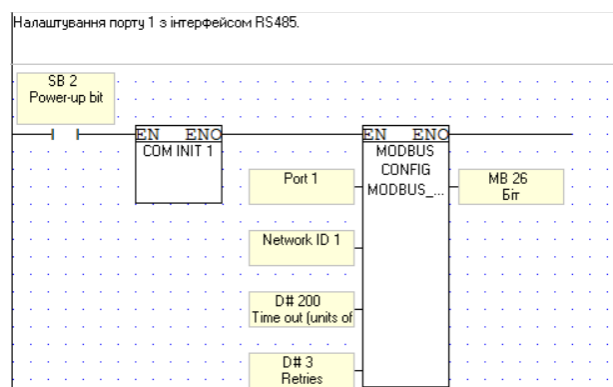 Налаштування порту 1 з інтерфейсом RS485.
SB 2
Power-up bit
EN ENO
COM INIT 1
EN ENO
MODBUS
CONFIG
MODBUS_...
Port 1
MB 26
Біт
Network ID 1
D# 200
Time out (units of
D# 3
Retries